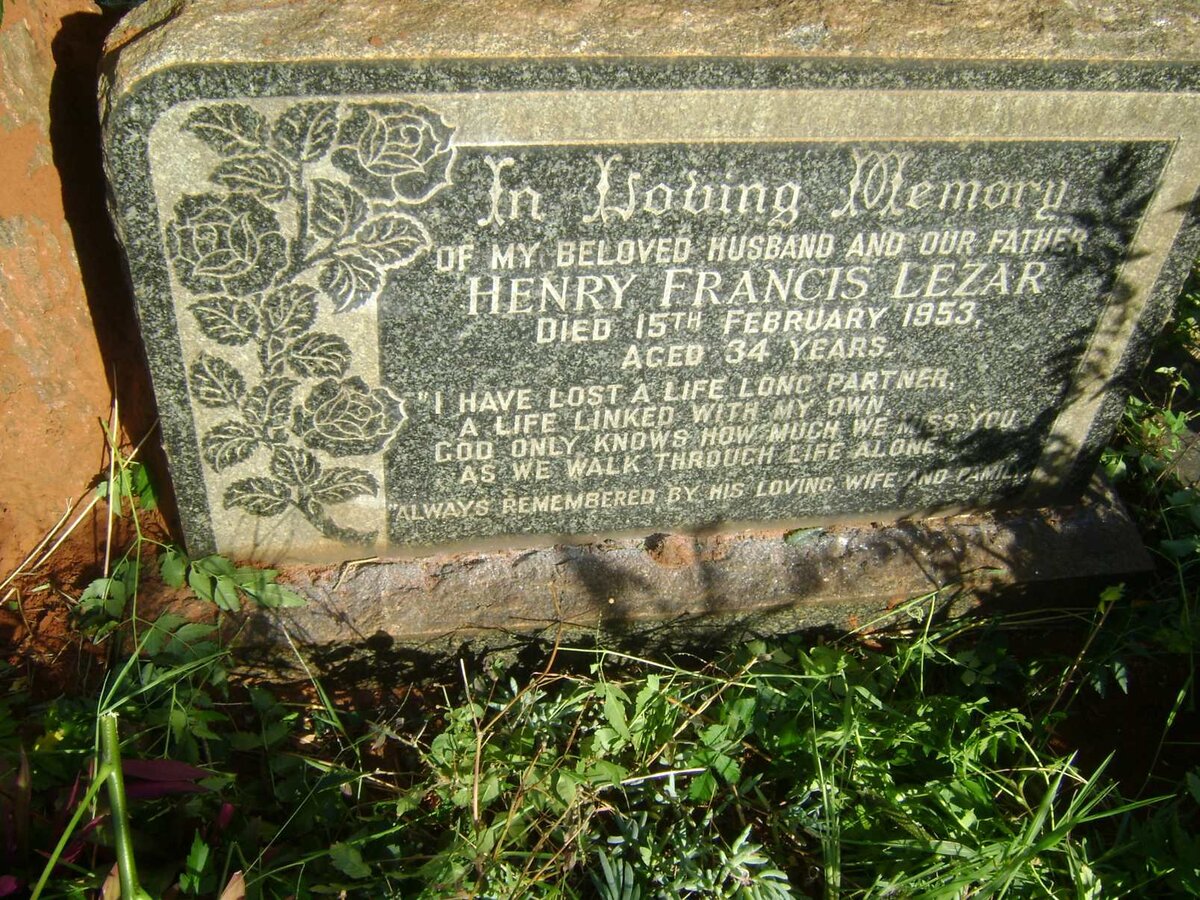 In Loving Memory
OF MY BELOVED HUSBAND AND OUR FATHER
HENRY FRANCIS LEZAR
DIED 15TH FEBRUARY 1953,
AGED 34 YEARS.
"I HAVE LOST A LIFE LONG PARTNER,
A LIFE LINKED WITH MY OWN,
GOD ONLY KNOWS HOW MUCH WE MISS YOU
AS WE WALK THROUGH LIFE ALONE
"ALWAYS REMEMBERED BY HIS LOVING WIFE AND FAMILY